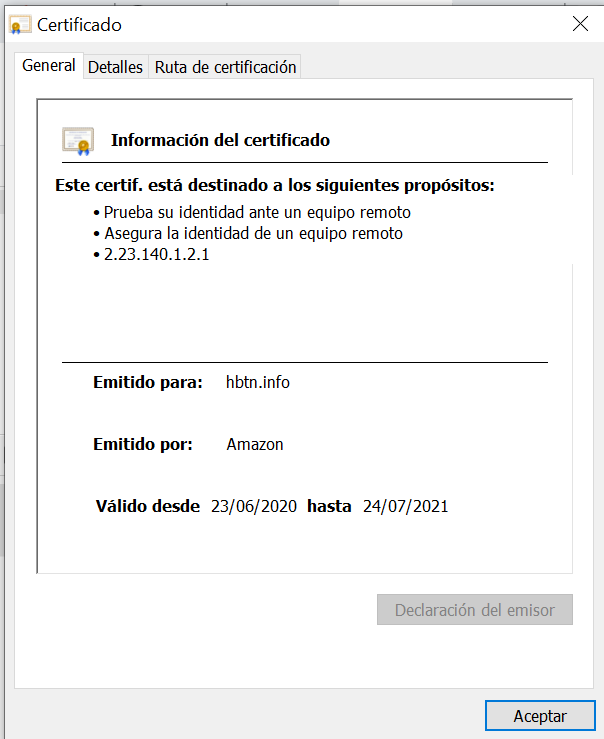 Certificado
General Detalles Ruta de certificación
Información del certificado
Este certif. está destinado a los siguientes propósitos:
• Prueba su identidad ante un equipo remoto
• Asegura la identidad de un equipo remoto
• 2.23.140.1.2.1
Emitido para: hbtn.info
Emitido por: Amazon
Válido desde 23/06/2020 hasta 24/07/2021
Declaración del emisor
Aceptar